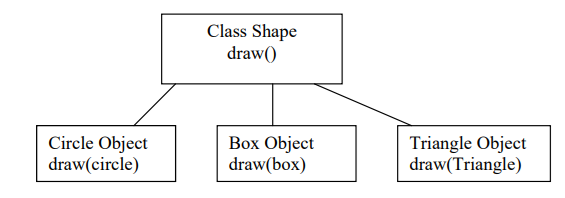 Class Shape
draw()
Circle Object
draw(circle)
Box Object
draw(box)
Triangle Object
draw(Triangle)